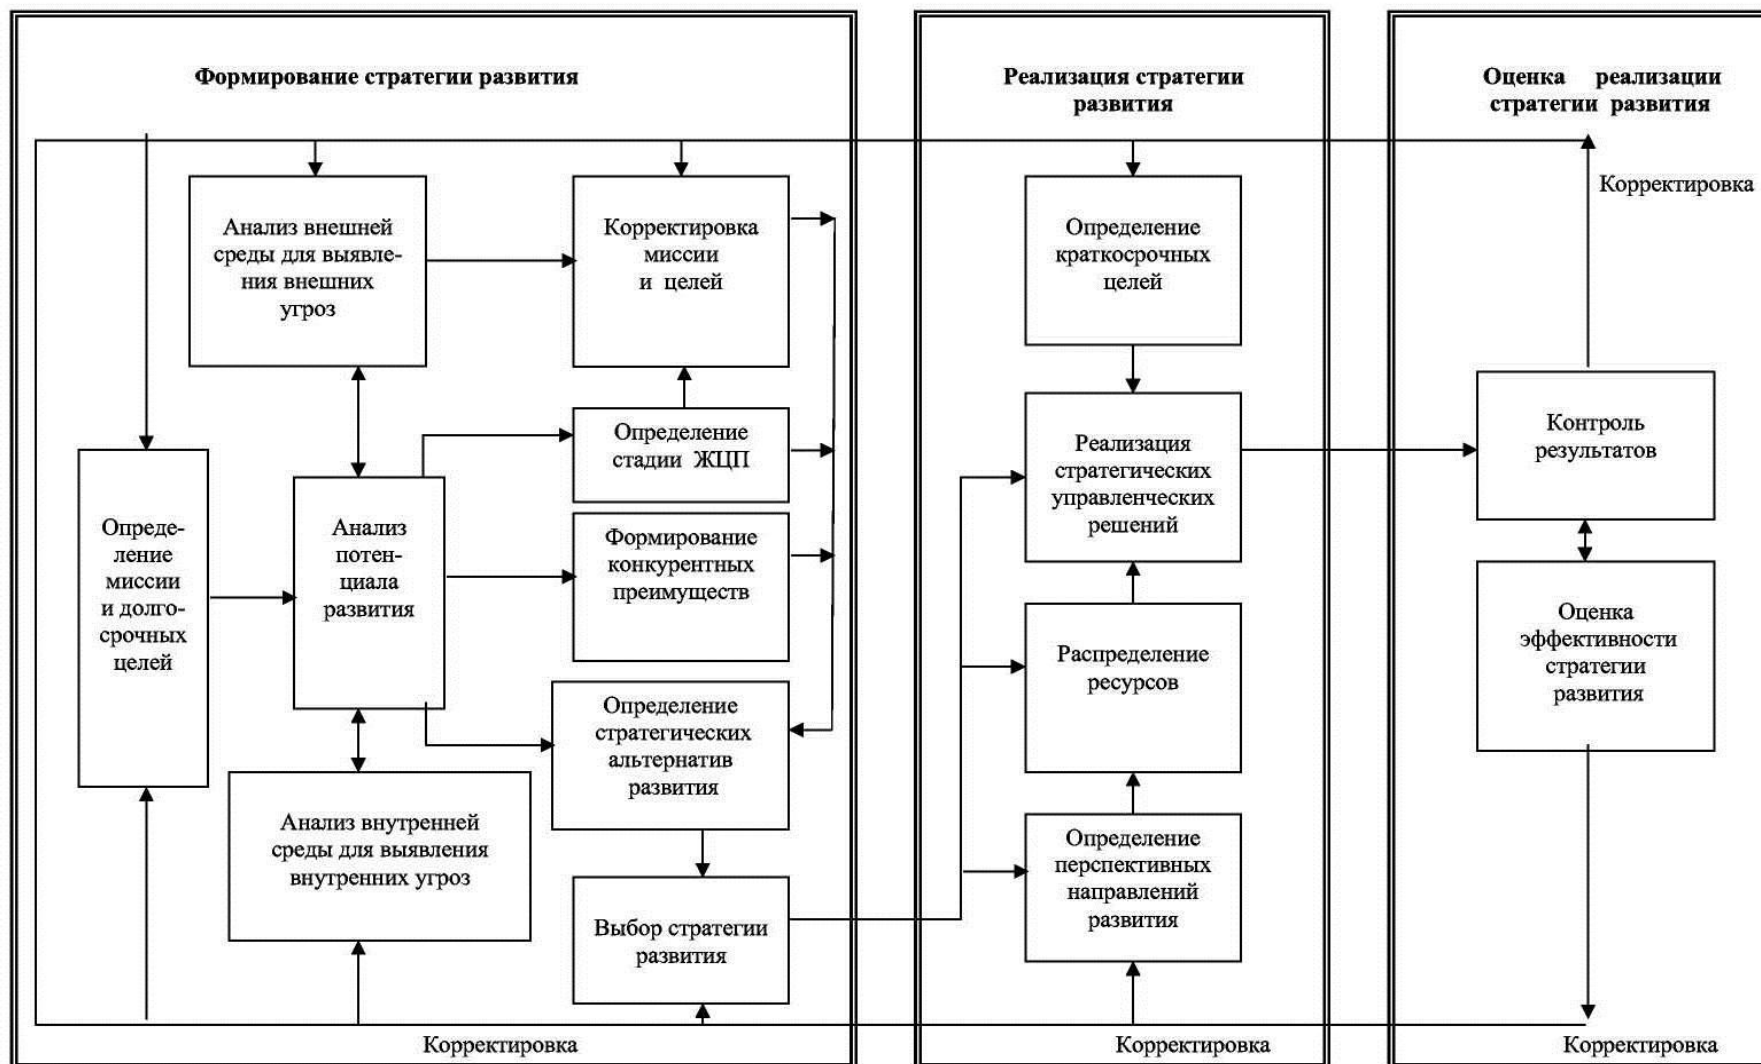 Формирование стратегии развития
Анализ внешней
среды для выявле-
ния внешних
угроз
Корректировка
миссии
и целей
Определение
стадии ЖЦП
Опреде-
ление
миссии
и долго-
срочных
целей
Анализ
потен-
циала
развития
Формирование
конкурентных
преимуществ
Определение
стратегических
альтернатив
развития
Анализ внутренней
среды для выявления
внутренних угроз
Выбор стратегии
развития
Корректировка
Реализация стратегии
развития
Определение
краткосрочных
целей
Реализация
стратегических
управленческих
решений
Распределение
ресурсов
Определение
перспективных
направлений
развития
Корректировка
Оценка реализации
стратегии развития
Корректировка
Контроль
результатов
Оценка
эффективности
стратегии
развития
Корректировка